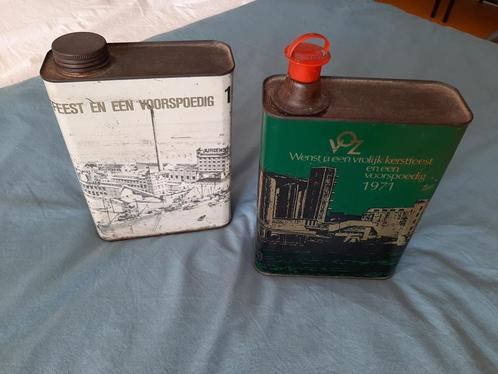 FEEST EN EEN VOORSPOEDIG 1
VOZ
Wenst u een vrolijk kerstfeest
en een
voorspoedig
1971